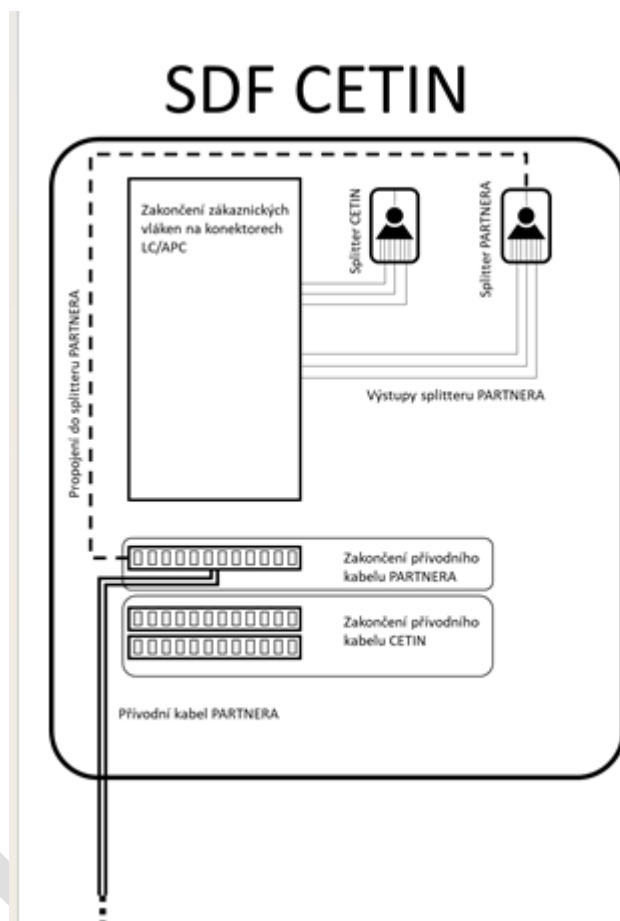 SDF CETIN
Zakončení zákaznických
vláken na konektorech
LC/APC
Splitter CETIN
Splitter PARTNERA
Propojení do splitteru PARTNERA
Výstupy splitteru PARTNERA
Zakončení přívodního
kabelu PARTNERA
Zakončení přívodního
kabelu CETIN
Přívodní kabel PARTNERA